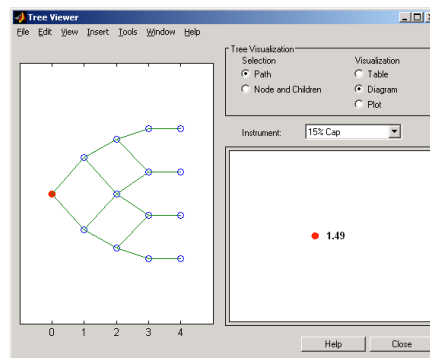 Tree Viewer
File Edit View Insert Tools Window Help
Tree Visualization
Selection Visualization
Path Table
Node and Children Diagram
Plot
Instrument: 15% Cap
1.49
0 1 2 3 4
Help Close